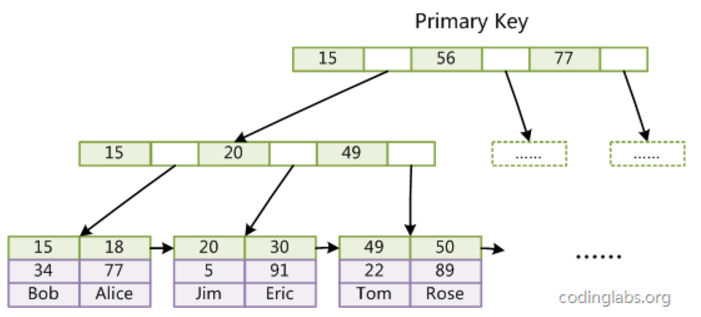 Primary Key
15 56 77
15 20 49
...... ......
15 18 20 30 49 50
34 77 5 91 22 89
Bob Alice Jim Eric Tom Rose
......
codinglabs.org